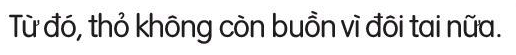 Từ đó, thỏ không còn buồn vì đôi tai nữa.